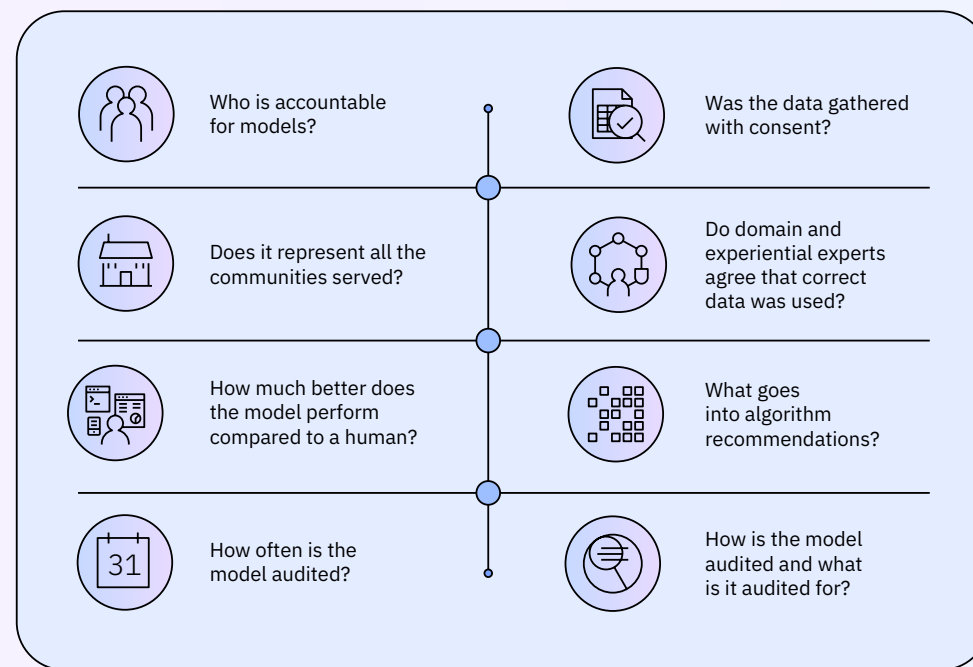 Who is accountable
for models?
Was the data gathered
with consent?
Does it represent all the
communities served?
Do domain and
experiential experts
agree that correct
data was used?
How much better does
the model perform
compared to a human?
What goes
into algorithm
recommendations?
31
How often is the
model audited?
How is the model
audited and what
is it audited for?